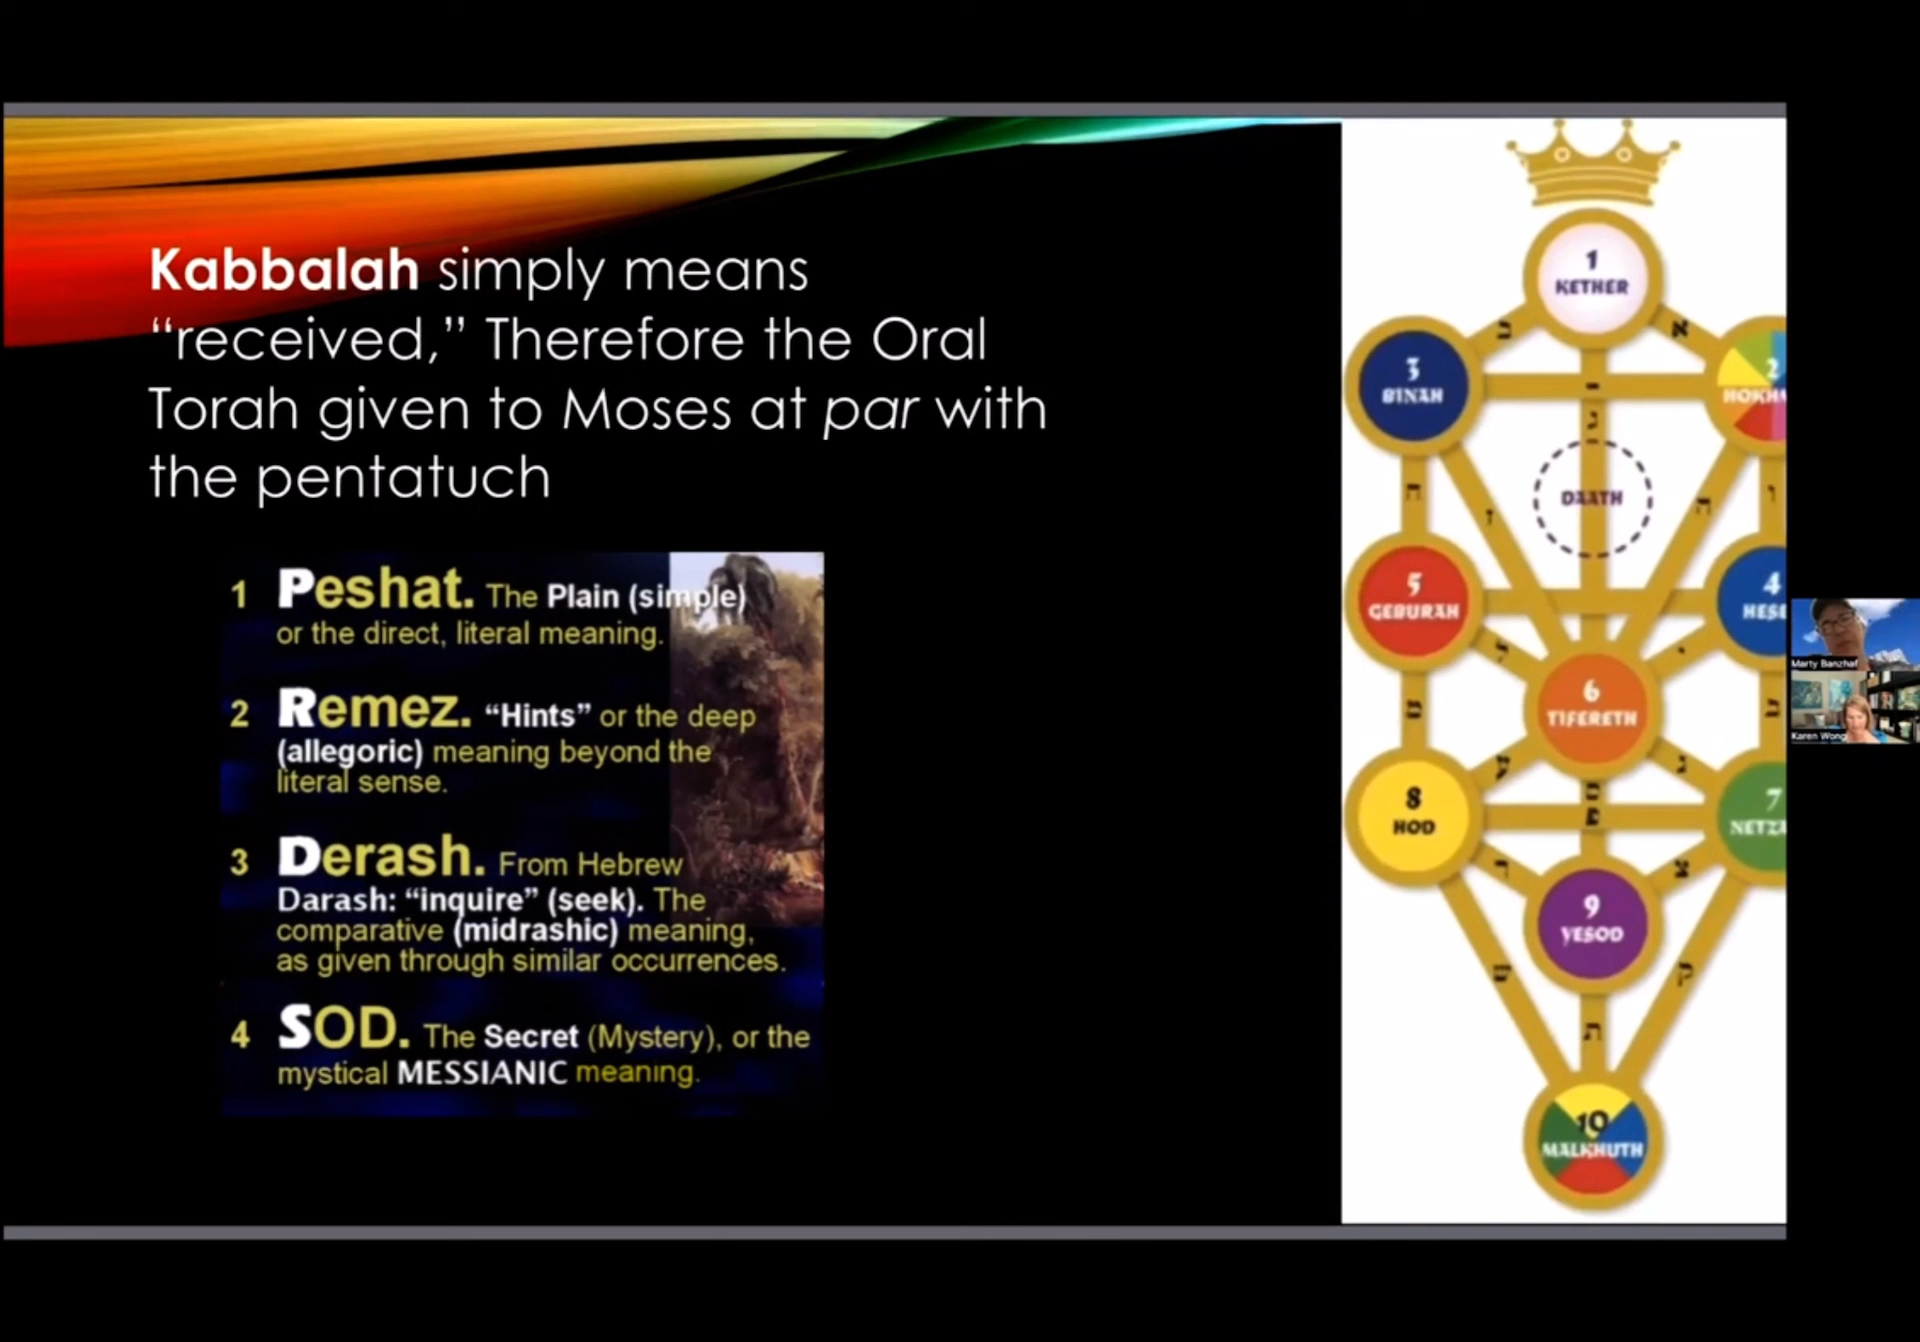 Kabbalah simply means
“received,” Therefore the Oral
Torah given to Moses at par with
the pentatuch
1 Peshat. The Plain (simple)
or the direct, literal meaning.
2 Remez. “Hints” or the deep
(allegoric) meaning beyond the
literal sense.
3 Derash. From Hebrew
Darash: “inquire” (seek). The
comparative (midrashic) meaning,
as given through similar occurrences.
4 SOD. The Secret (Mystery), or the
mystical MESSIANIC meaning.
1
KETHER
א
3
BINAH
2
DAATH
ה
ז
ה
ו
5
GEBURAH
4
6
TIFERETH
8
HOD
7
9
YESOD
ש
ק
ת
10
MALKHUTH
Marty Banzhaf
Karen Wong